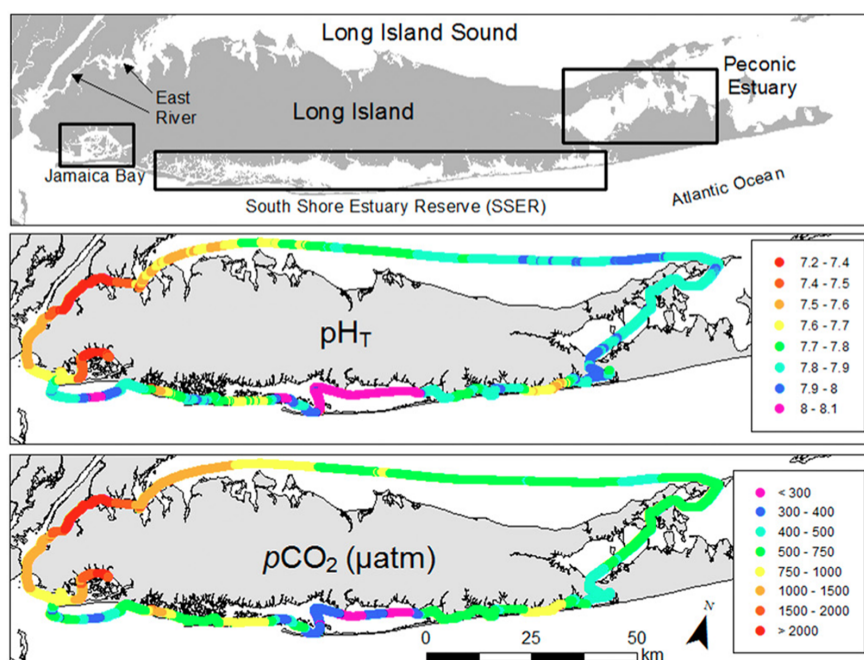 Long Island Sound
Peconic
Estuary
East
River
Long Island
Jamaica Bay
South Shore Estuary Reserve (SSER)
Atlantic Ocean
pHT
7.2 - 7.4
7.4 - 7.5
7.5 - 7.6
7.6 - 7.7
7.7 - 7.8
7.8 - 7.9
7.9 - 8
8 - 8.1
pCO2 (µatm)
< 300
300 - 400
400 - 500
500 - 750
750 - 1000
1000 - 1500
1500 - 2000
> 2000
N
0 25 50
km